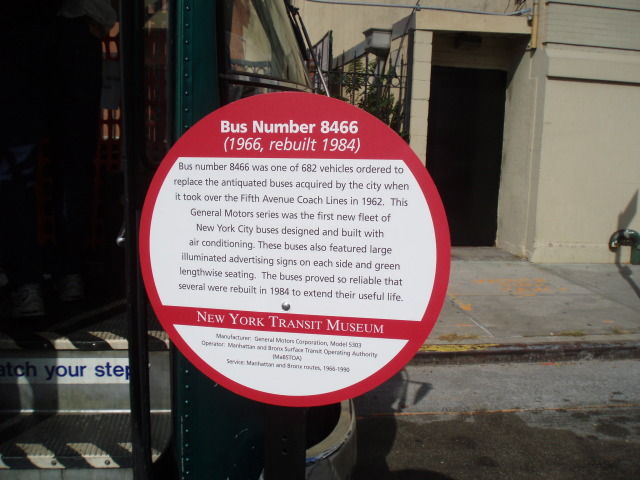 Bus Number 8466
(1966, rebuilt 1984)
Bus number 8466 was one of 682 vehicles ordered to
replace the antiquated buses acquired by the city when
it took over the Fifth Avenue Coach Lines in 1962. This
General Motors series was the first new fleet of
New York City buses designed and built with
air conditioning. These buses also featured large
illuminated advertising signs on each side and green
lengthwise seating. The buses proved so reliable that
several were rebuilt in 1984 to extend their useful life.
NEW YORK TRANSIT MUSEUM
Manufacturer: General Motors Corporation, Model 5303
Operator: Manhattan and Bronx Surface Transit Operating Authority
(MaBSTOA)
Service: Manhattan and Bronx routes, 1966-1990
atch your step